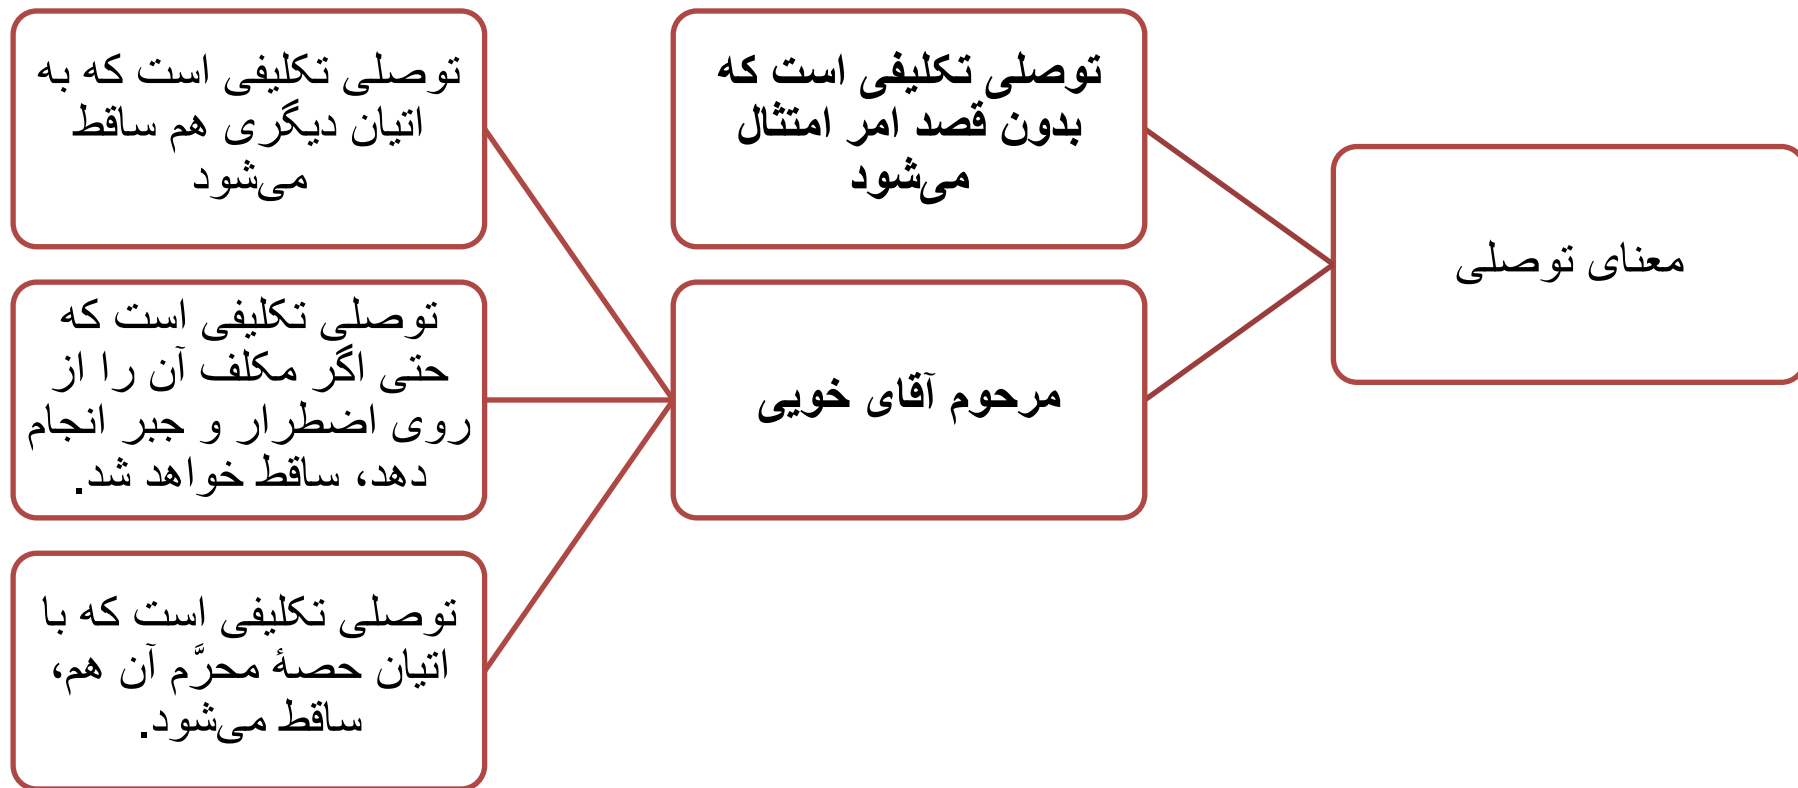 معنای توصلی
توصلی تکلیفی است که
بدون قصد امر امتثال
می‌شود
مرحوم آقای خویی
توصلی تکلیفی است که به
اتیان دیگری هم ساقط
می‌شود
توصلی تکلیفی است که
حتی اگر مکلف آن را از
روی اضطرار و جبر انجام
دهد، ساقط خواهد شد.
توصلی تکلیفی است که با
اتیان حصهٔ محرَّم آن هم،
ساقط می‌شود.